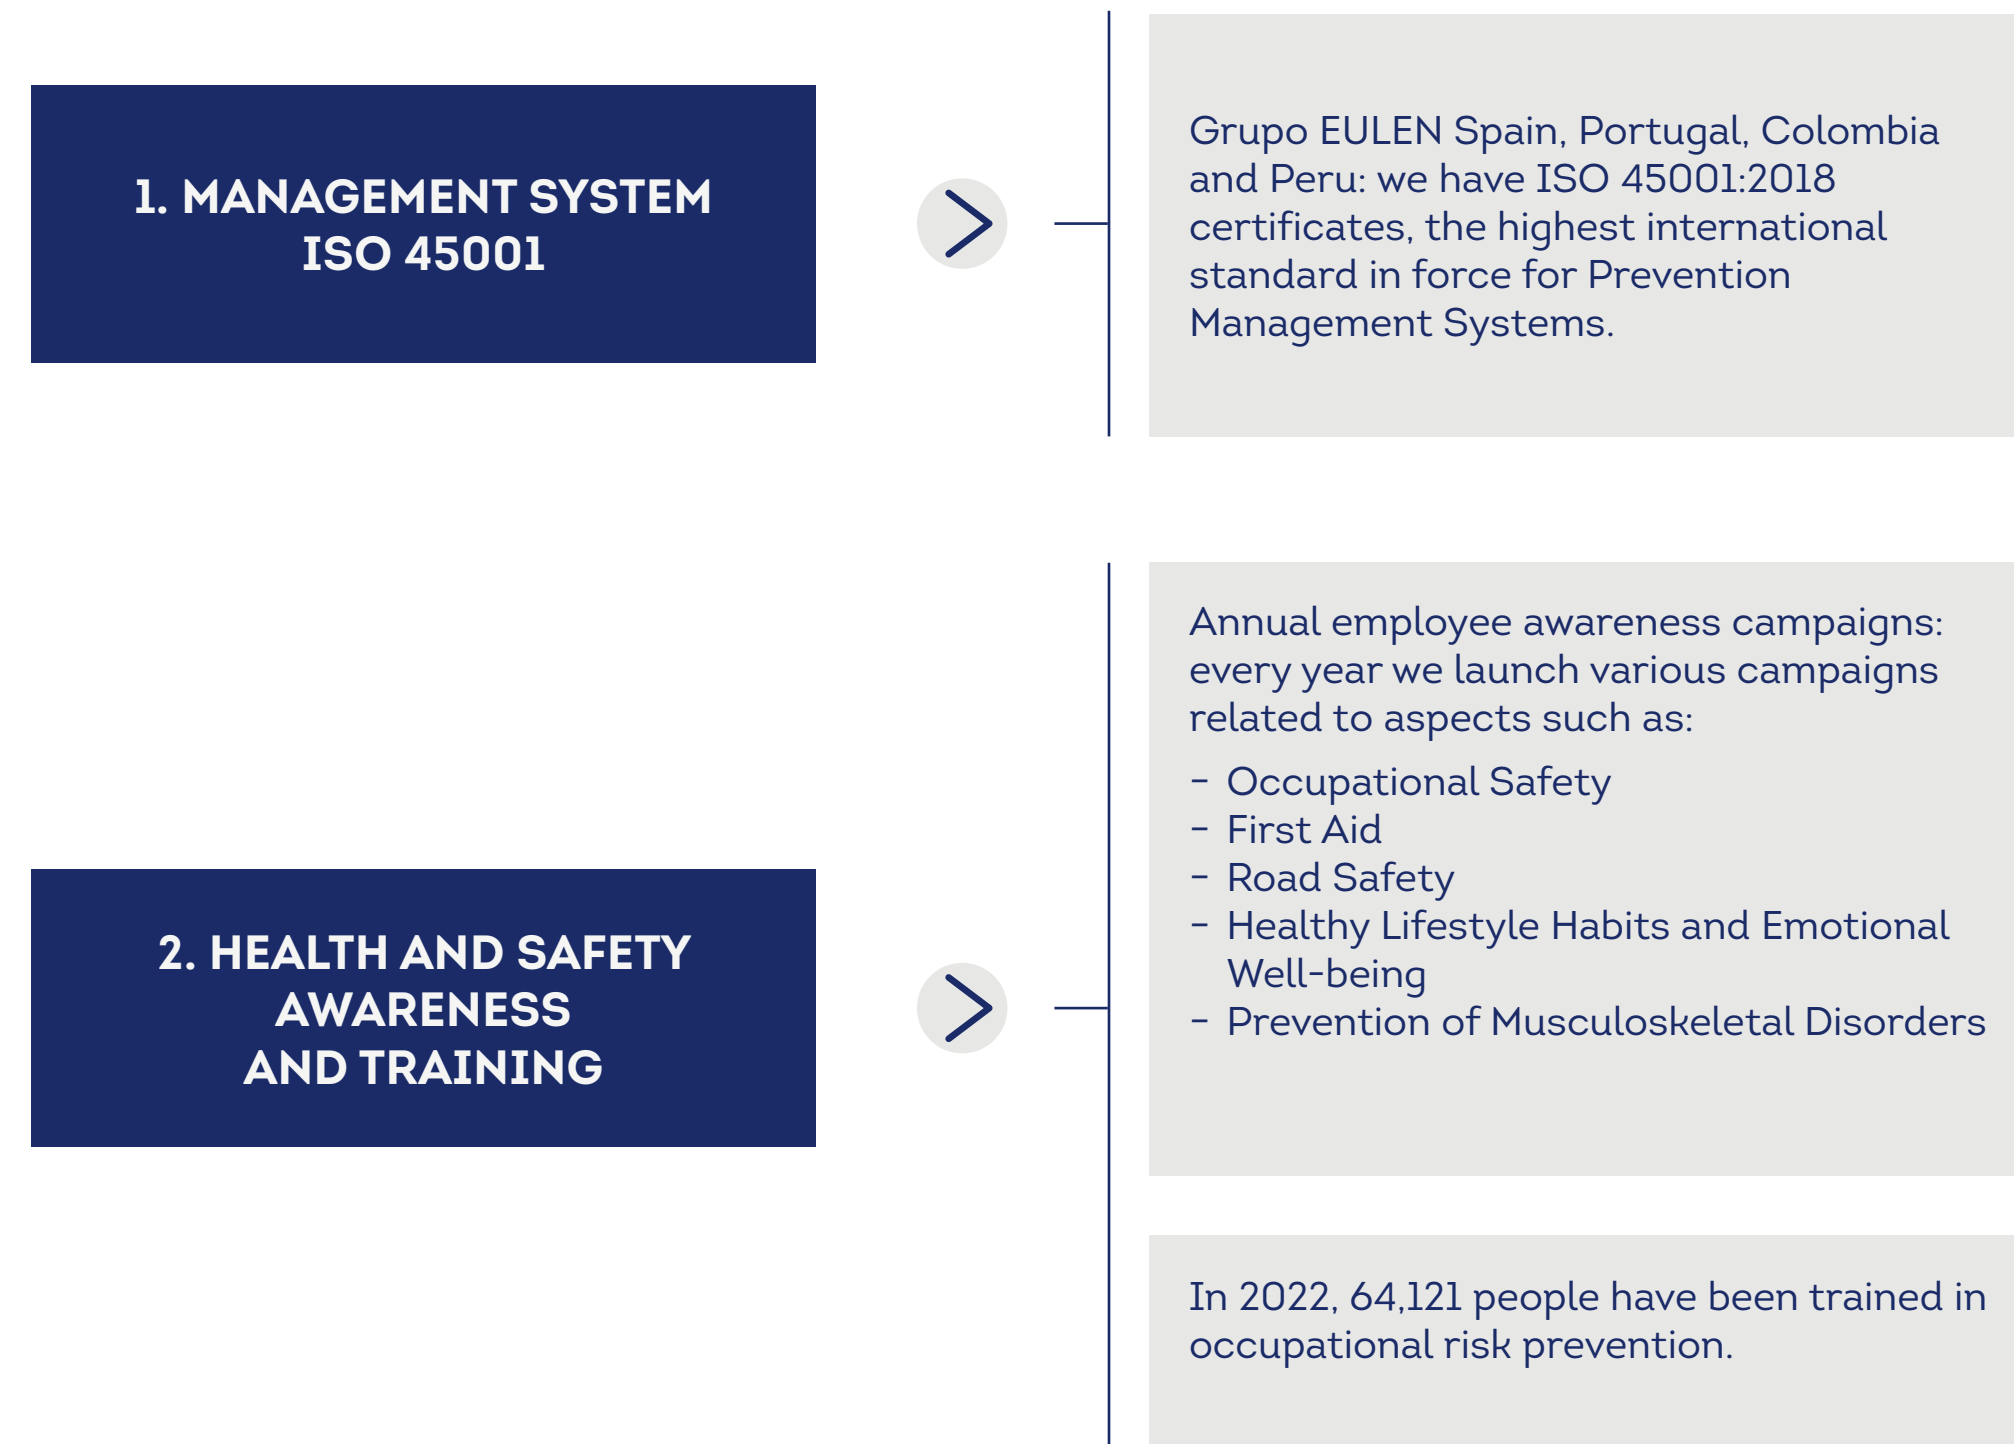 1. MANAGEMENT SYSTEM
ISO 45001
Grupo EULEN Spain, Portugal, Colombia
and Peru: we have ISO 45001:2018
certificates, the highest international
standard in force for Prevention
Management Systems.
2. HEALTH AND SAFETY
AWARENESS
AND TRAINING
Annual employee awareness campaigns:
every year we launch various campaigns
related to aspects such as:
- Occupational Safety
- First Aid
- Road Safety
- Healthy Lifestyle Habits and Emotional
Well-being
- Prevention of Musculoskeletal Disorders
In 2022, 64,121 people have been trained in
occupational risk prevention.